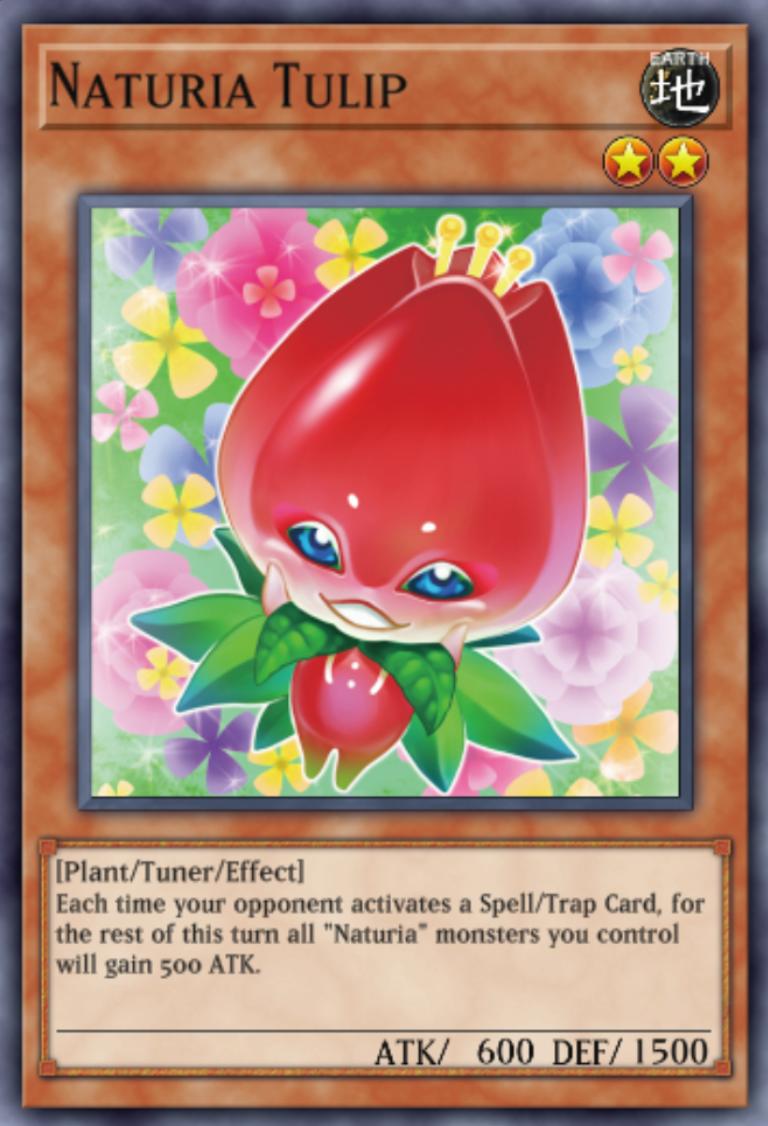 Naturia Tulip
EARTH
地
[Plant/Tuner/Effect]
Each time your opponent activates a Spell/Trap Card, for
the rest of this turn all "Naturia" monsters you control
will gain 500 ATK.
ATK/ 600 DEF/ 1500